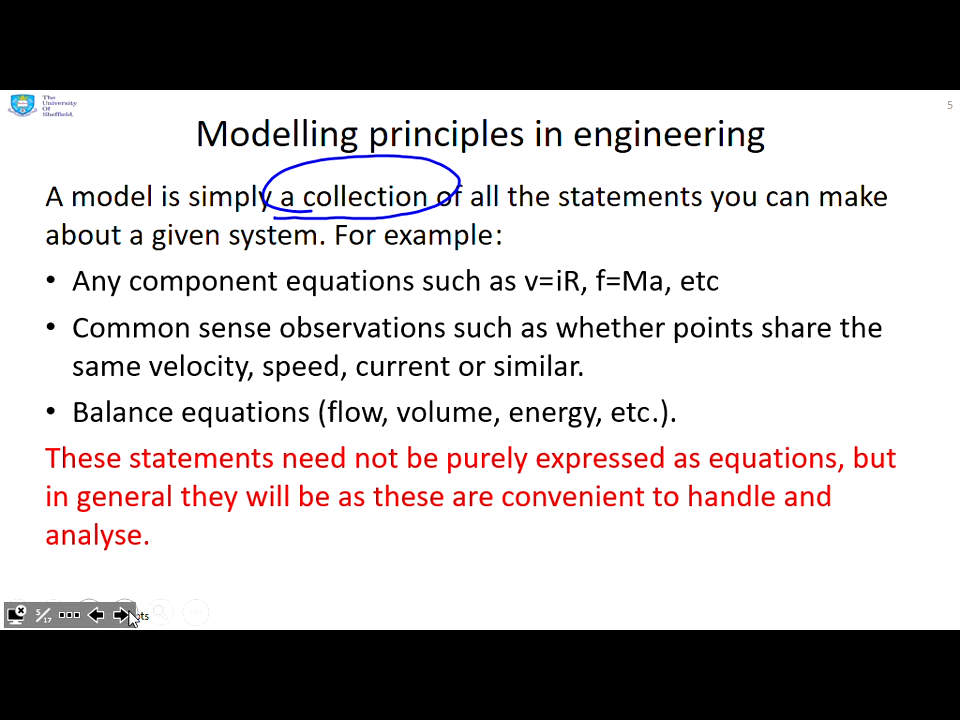 The
University
Of
Sheffield.
5
Modelling principles in engineering
A model is simply a collection of all the statements you can make
about a given system. For example:
• Any component equations such as v=iR, f=Ma, etc
• Common sense observations such as whether points share the
same velocity, speed, current or similar.
• Balance equations (flow, volume, energy, etc.).
These statements need not be purely expressed as equations, but
in general they will be as these are convenient to handle and
analyse.
5/17